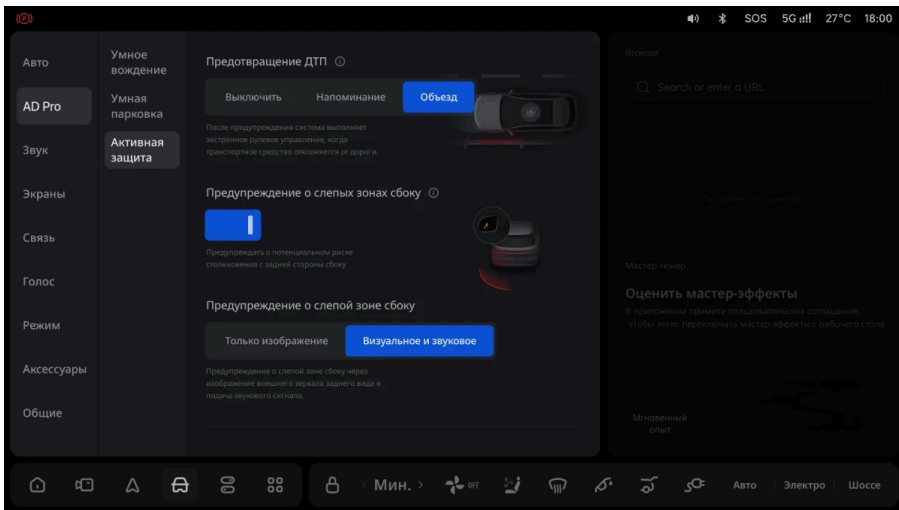 SOS 5G 27°C 18:00
Авто
AD Pro
Звук
Экраны
Связь
Голос
Режим
Аксессуары
Общие
Умное
вождение
Умная
парковка
Активная
защита
Предотвращение ДТП
Выключить Напоминание Объезд
После предупреждения система выполняет
экстренное рулевое управление, когда
транспортное средство отклоняется от дороги.
Предупреждение о слепых зонах сбоку
Предупреждать о потенциальном риске
столкновения с задней стороны сбоку
Предупреждение о слепой зоне сбоку
Только изображение Визуальное и звуковое
Предупреждение о слепой зоне сбоку через
изображение внешнего зеркала заднего вида и
подача звукового сигнала.
Browser
Search or enter a URL
Мастер-тюнер
Оценить мастер-эффекты
В приложении примите пользовательское соглашение,
чтобы легко переключать мастер-эффекты с рабочего стола.
Мгновенный
опыт
Мин. OFF Авто Электро Шоссе